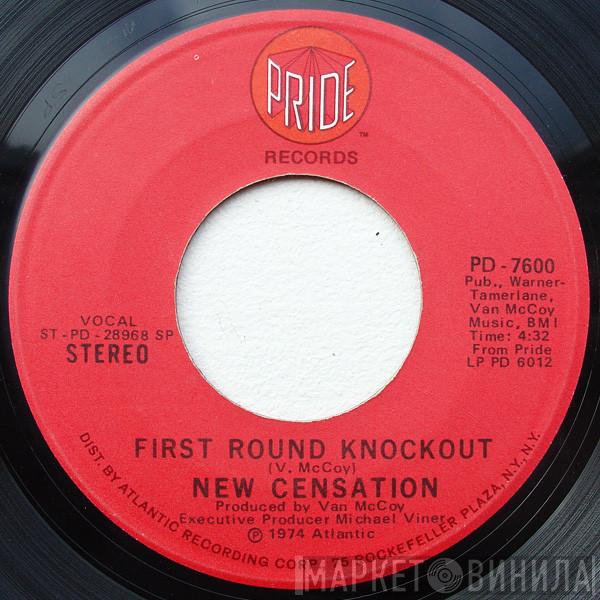 PRIDE
TM
RECORDS
PD - 7600
Pub., Warner-
Tamerlane,
Van McCoy
Music, BMI
Time: 4:32
From Pride
LP PD 6012
VOCAL
ST - PD - 28968 SP
STEREO
FIRST ROUND KNOCKOUT
(V. McCoy)
NEW CENSATION
Produced by Van McCoy
Executive Producer Michael Viner
℗ 1974 Atlantic
DIST. BY ATLANTIC RECORDING CORP. 75 ROCKEFELLER PLAZA, N.Y., N.Y.
МАРКЕТ ВИНИЛА